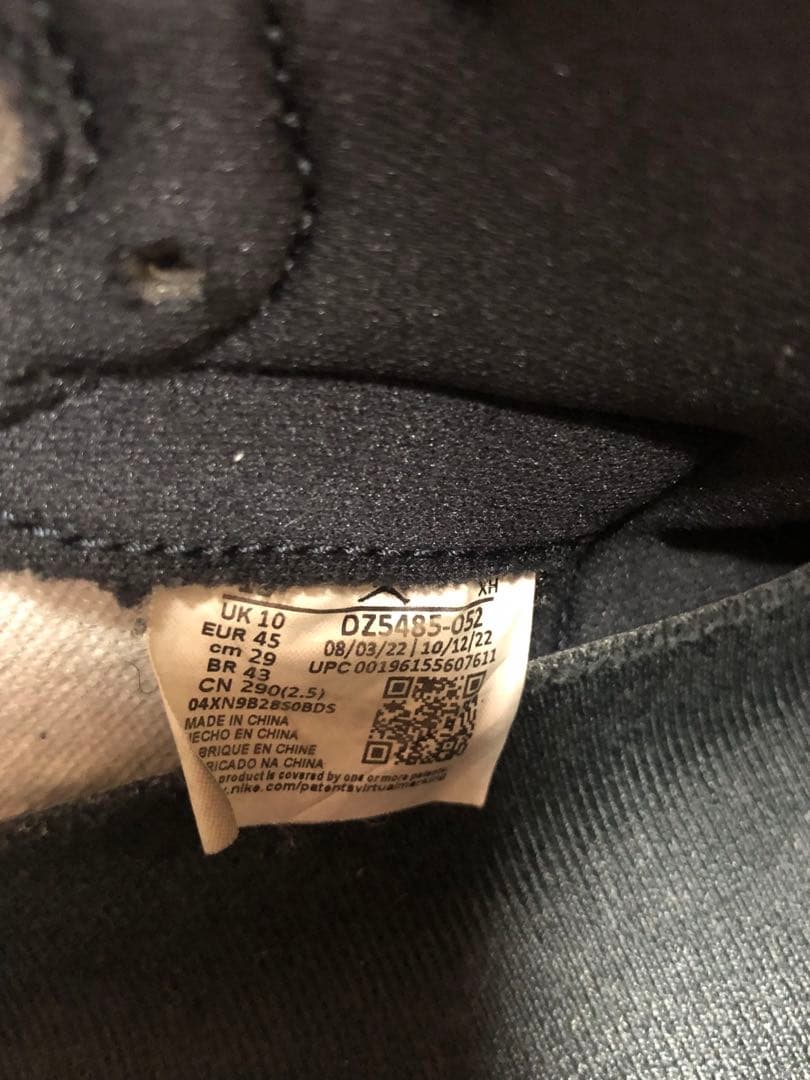 XH
UK 10
EUR 45
cm 29
BR 43
CN 290(2.5)
04XN9B28S0BDS
DZ5485-052
08/03/22 | 10/12/22
UPC 00196155607611
MADE IN CHINA
HECHO EN CHINA
BRIQUE EN CHINE
RICADO NA CHINA
product is covered by one or more patents
.nike.com/patentsvirtualmarking